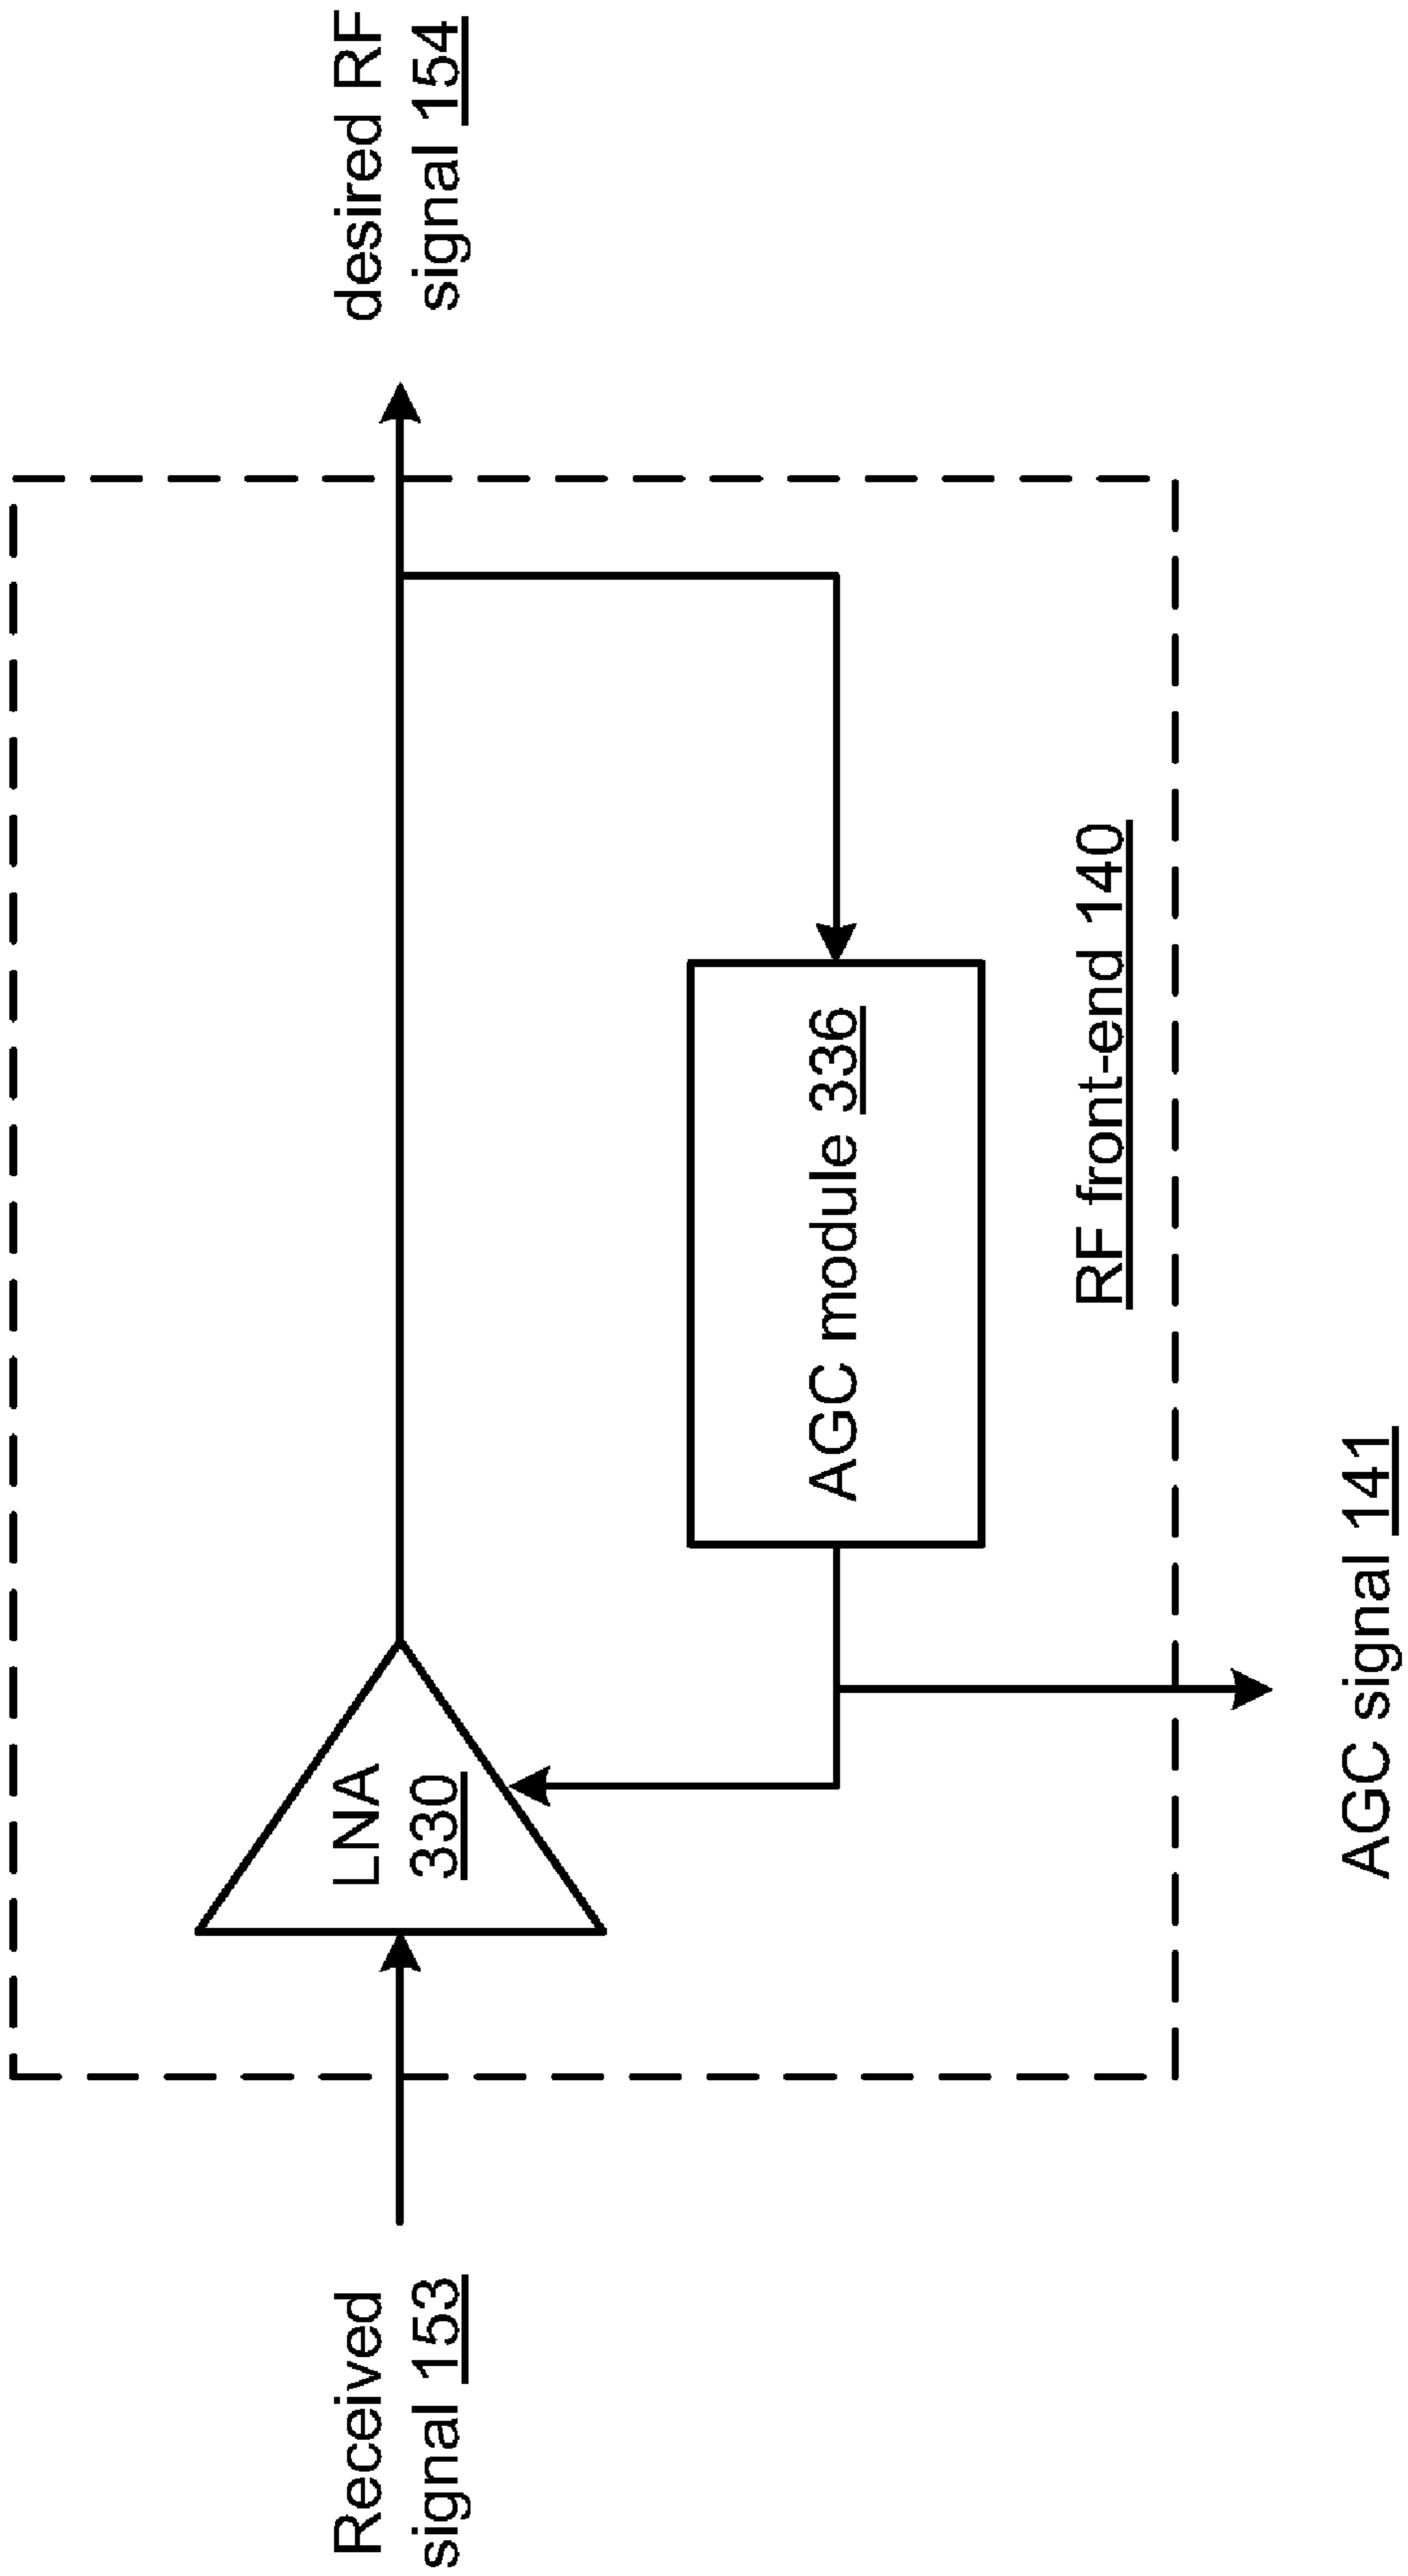 Received
signal 153
LNA
330
desired RF
signal 154
AGC module 336
RF front-end 140
AGC signal 141